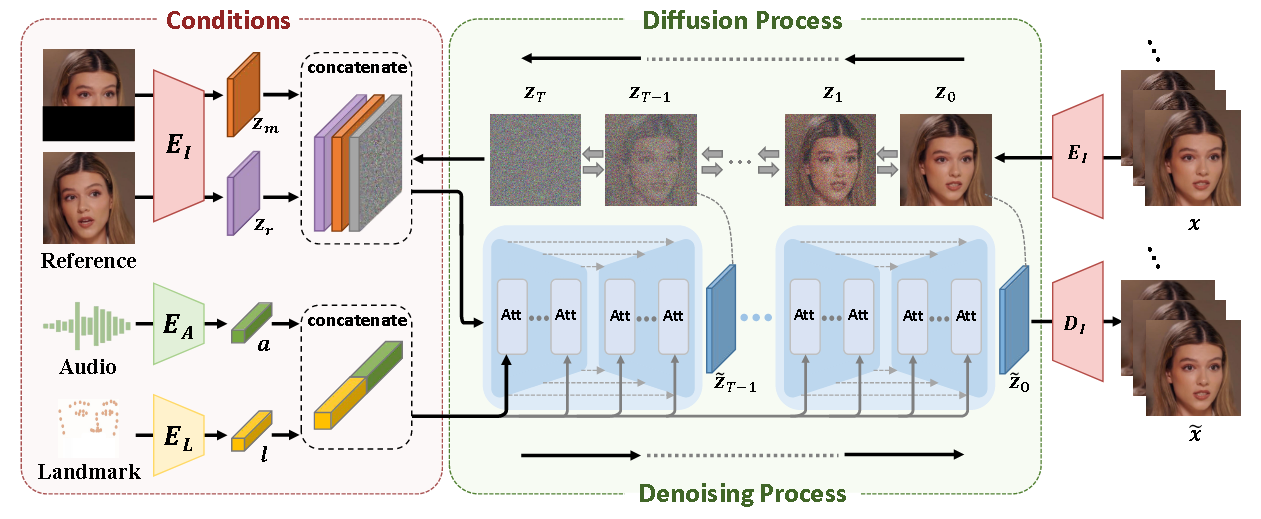 Conditions
Diffusion Process
concatenate
E_I
z_m
z_r
Reference
Audio
E_A
a
concatenate
Landmark
E_L
l
z_T
z_{T-1}
z_1
z_0
...
Att ... Att Att ... Att
z̃_{T-1}
...
Att ... Att Att ... Att
z̃_0
Denoising Process
E_I
x
D_I
x̃